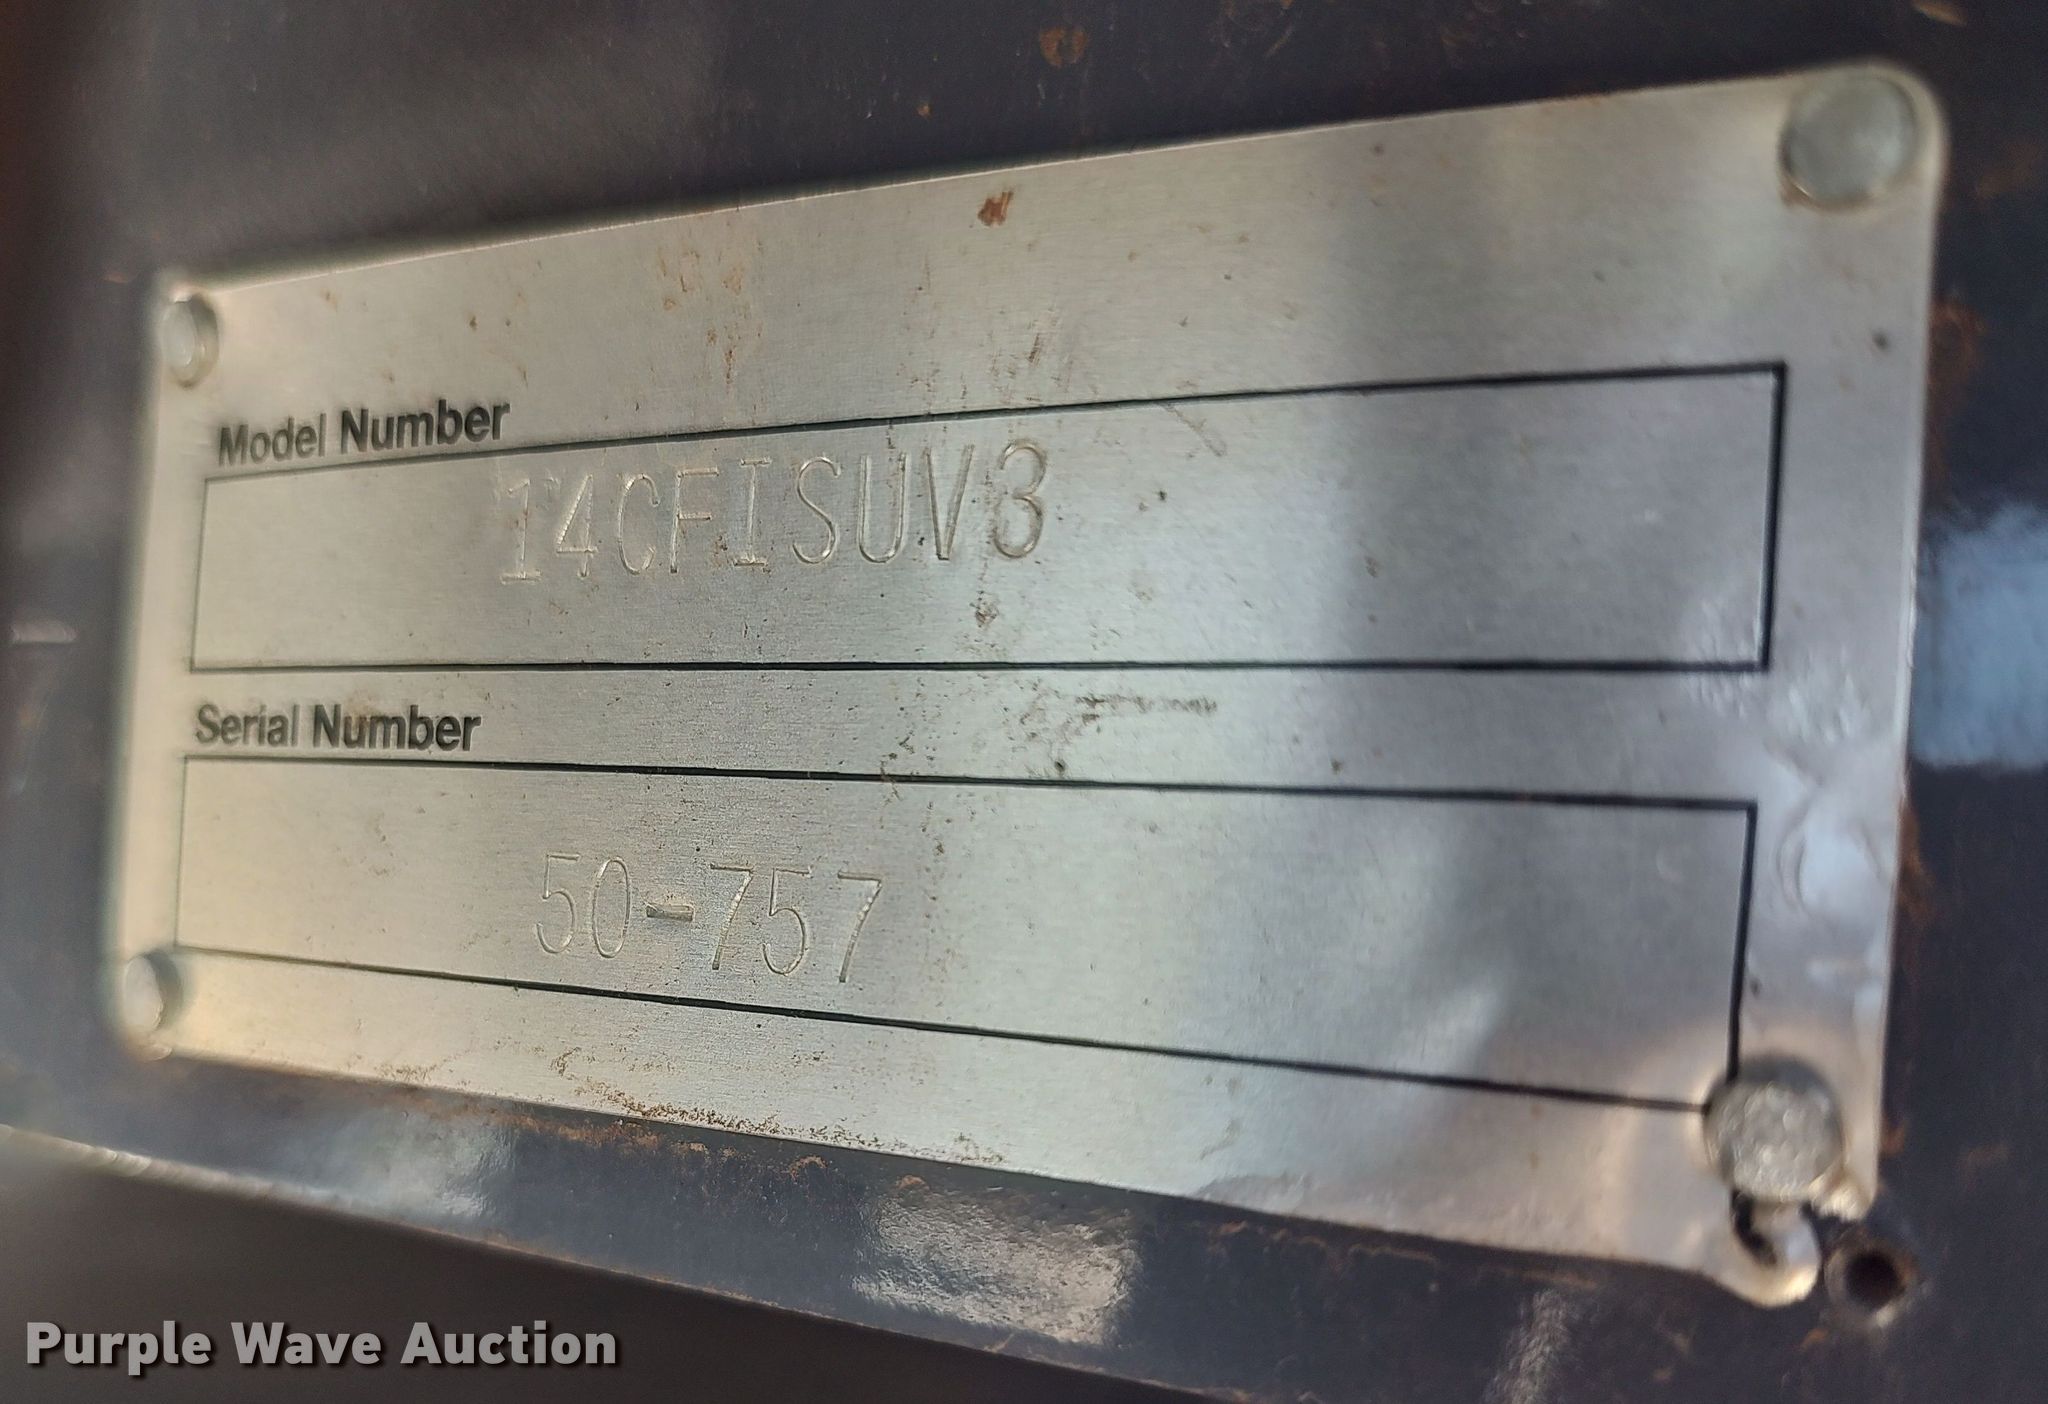 Model Number
14CFISUV3
Serial Number
50-757
Purple Wave Auction